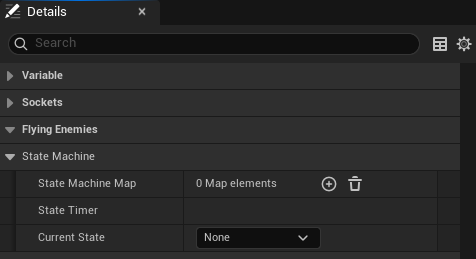 Details
Search
Variable
Sockets
Flying Enemies
State Machine
State Machine Map 0 Map elements
State Timer
Current State None